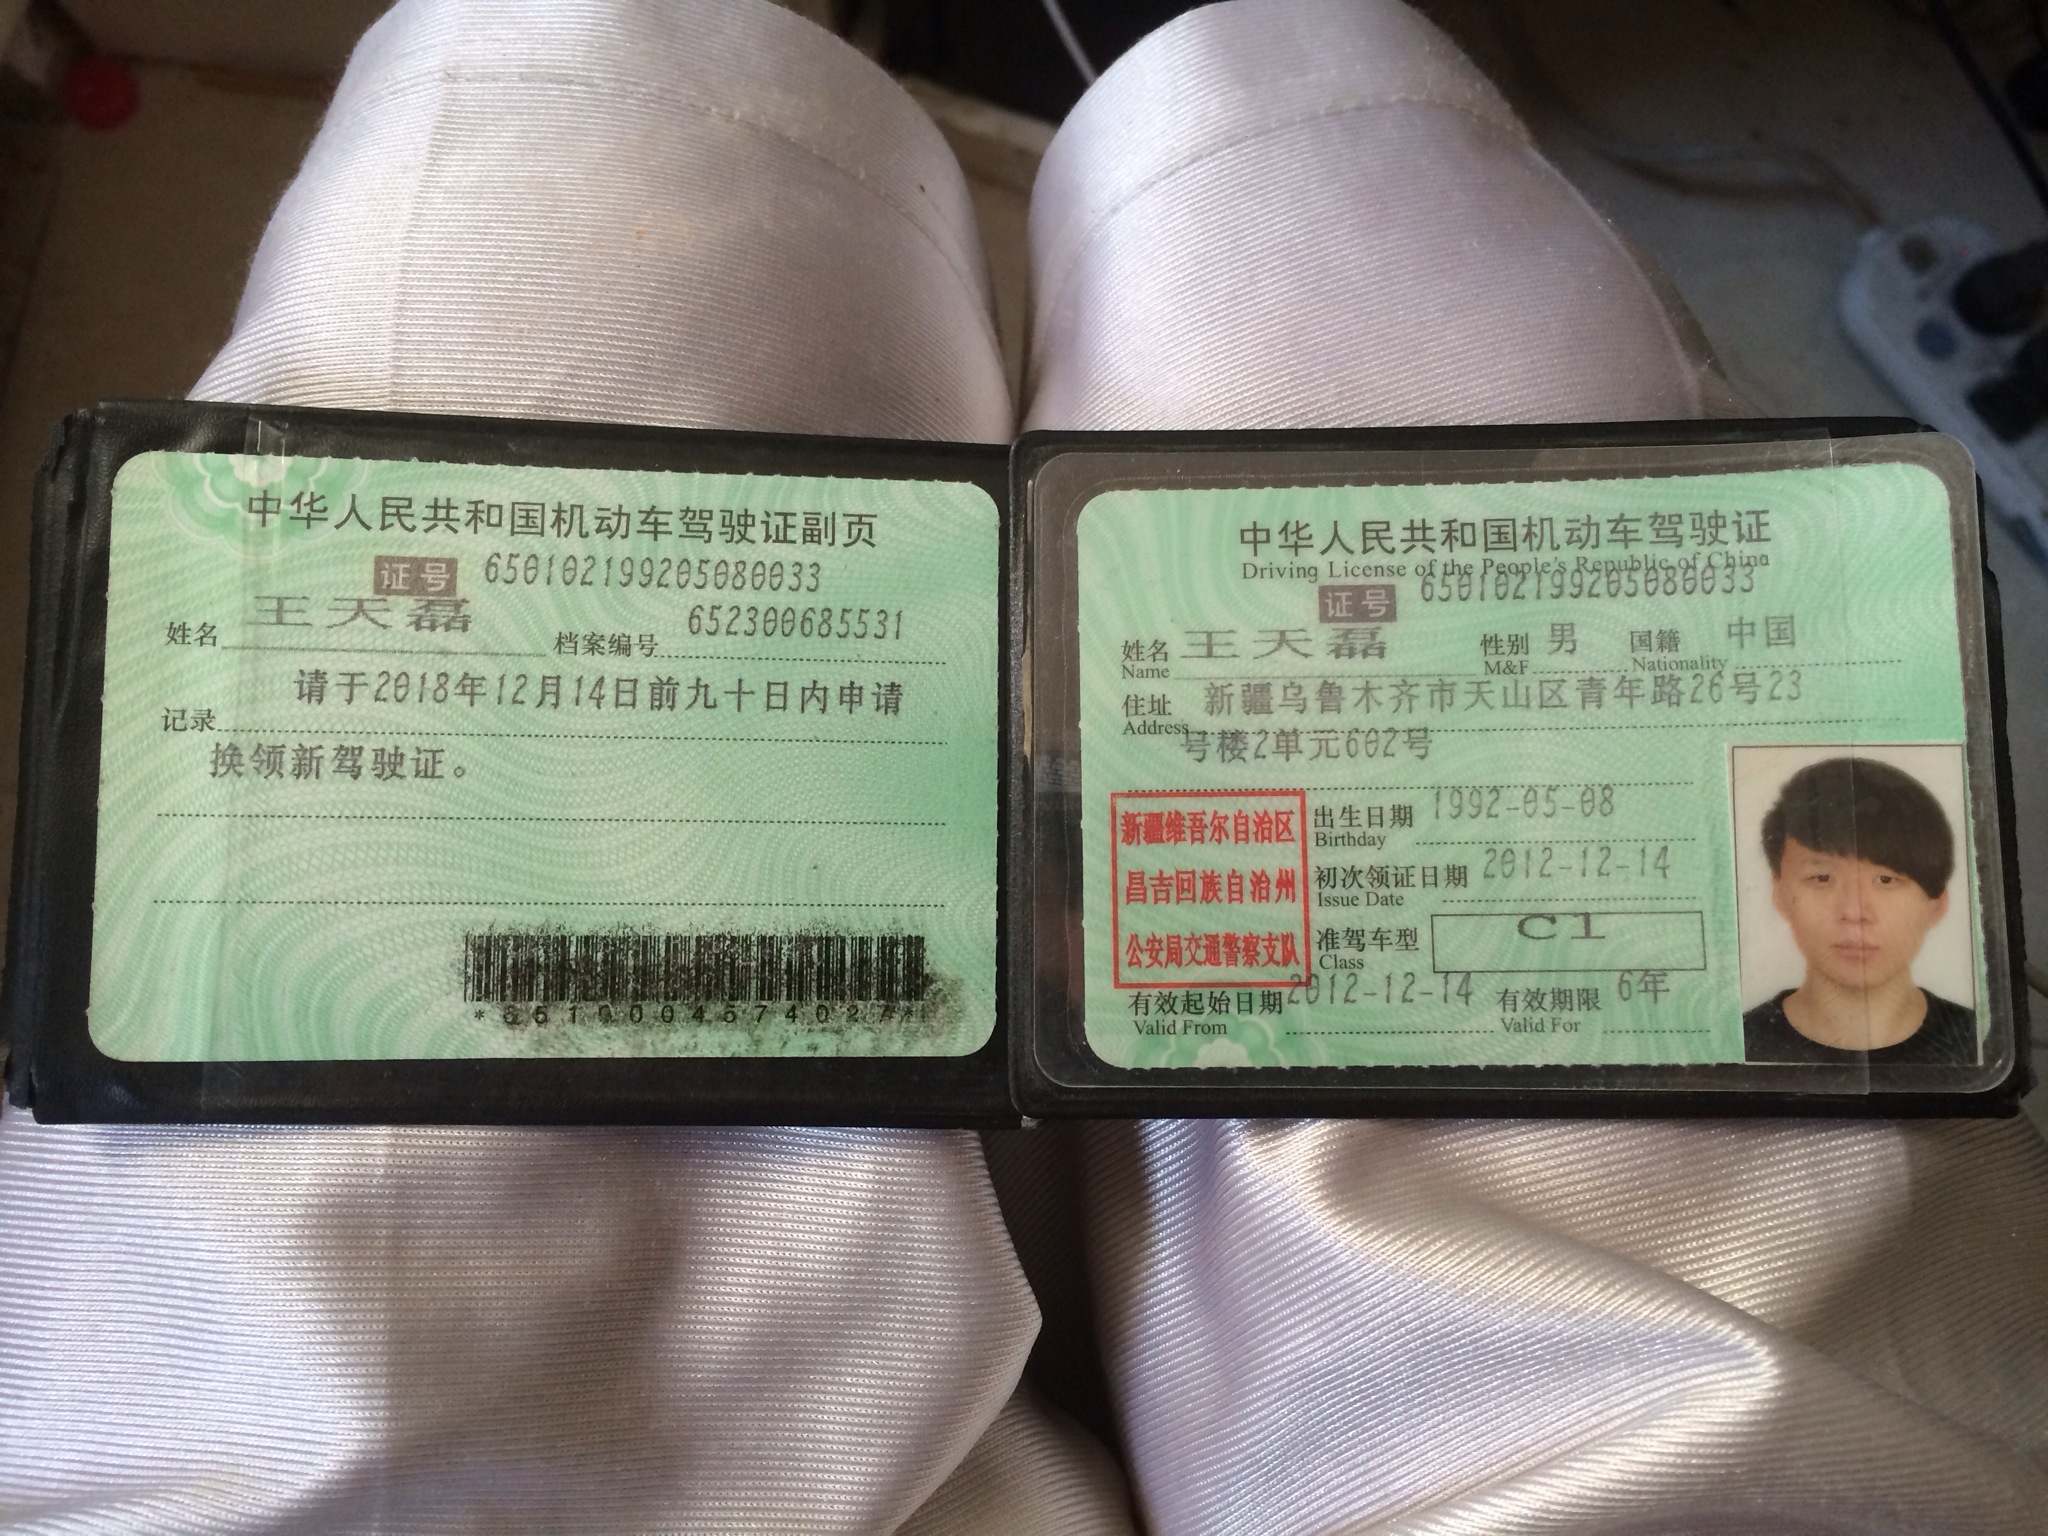 中华人民共和国机动车驾驶证副页
证号 650102199205080033
姓名 王天磊 档案编号 652300685531
记录 请于2018年12月14日前九十日内申请
换领新驾驶证。
中华人民共和国机动车驾驶证
Driving License of the People's Republic of China
证号 650102199205080033
姓名 王天磊 性别 男 国籍 中国
Name M&F Nationality
住址 新疆乌鲁木齐市天山区青年路26号23
Address
号楼2单元602号
新疆维吾尔自治区
昌吉回族自治州
公安局交通警察支队
出生日期 1992-05-08
Birthday
初次领证日期 2012-12-14
Issue Date
准驾车型 C1
Class
有效起始日期 2012-12-14 有效期限 6年
Valid From Valid For